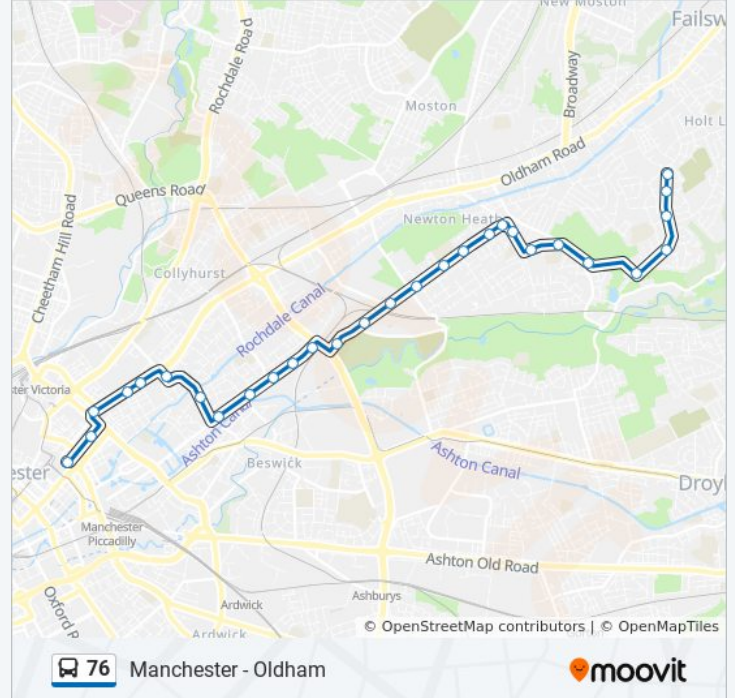 New Moston
Failsw
Rochdale Road
Broadway
Moston
Holt L
Oldham Road
Queens Road
Cheetham Hill Road
Newton Heath
Collyhurst
Rochdale Canal
ster Victoria
Ashton Canal
Beswick
Ashton Canal
ester
Droyl
Manchester
Piccadilly
Ashton Old Road
Oxford R
Ardwick
Ashburys
Ardwick
© OpenStreetMap contributors | © OpenMapTiles
76 Manchester - Oldham
moovit